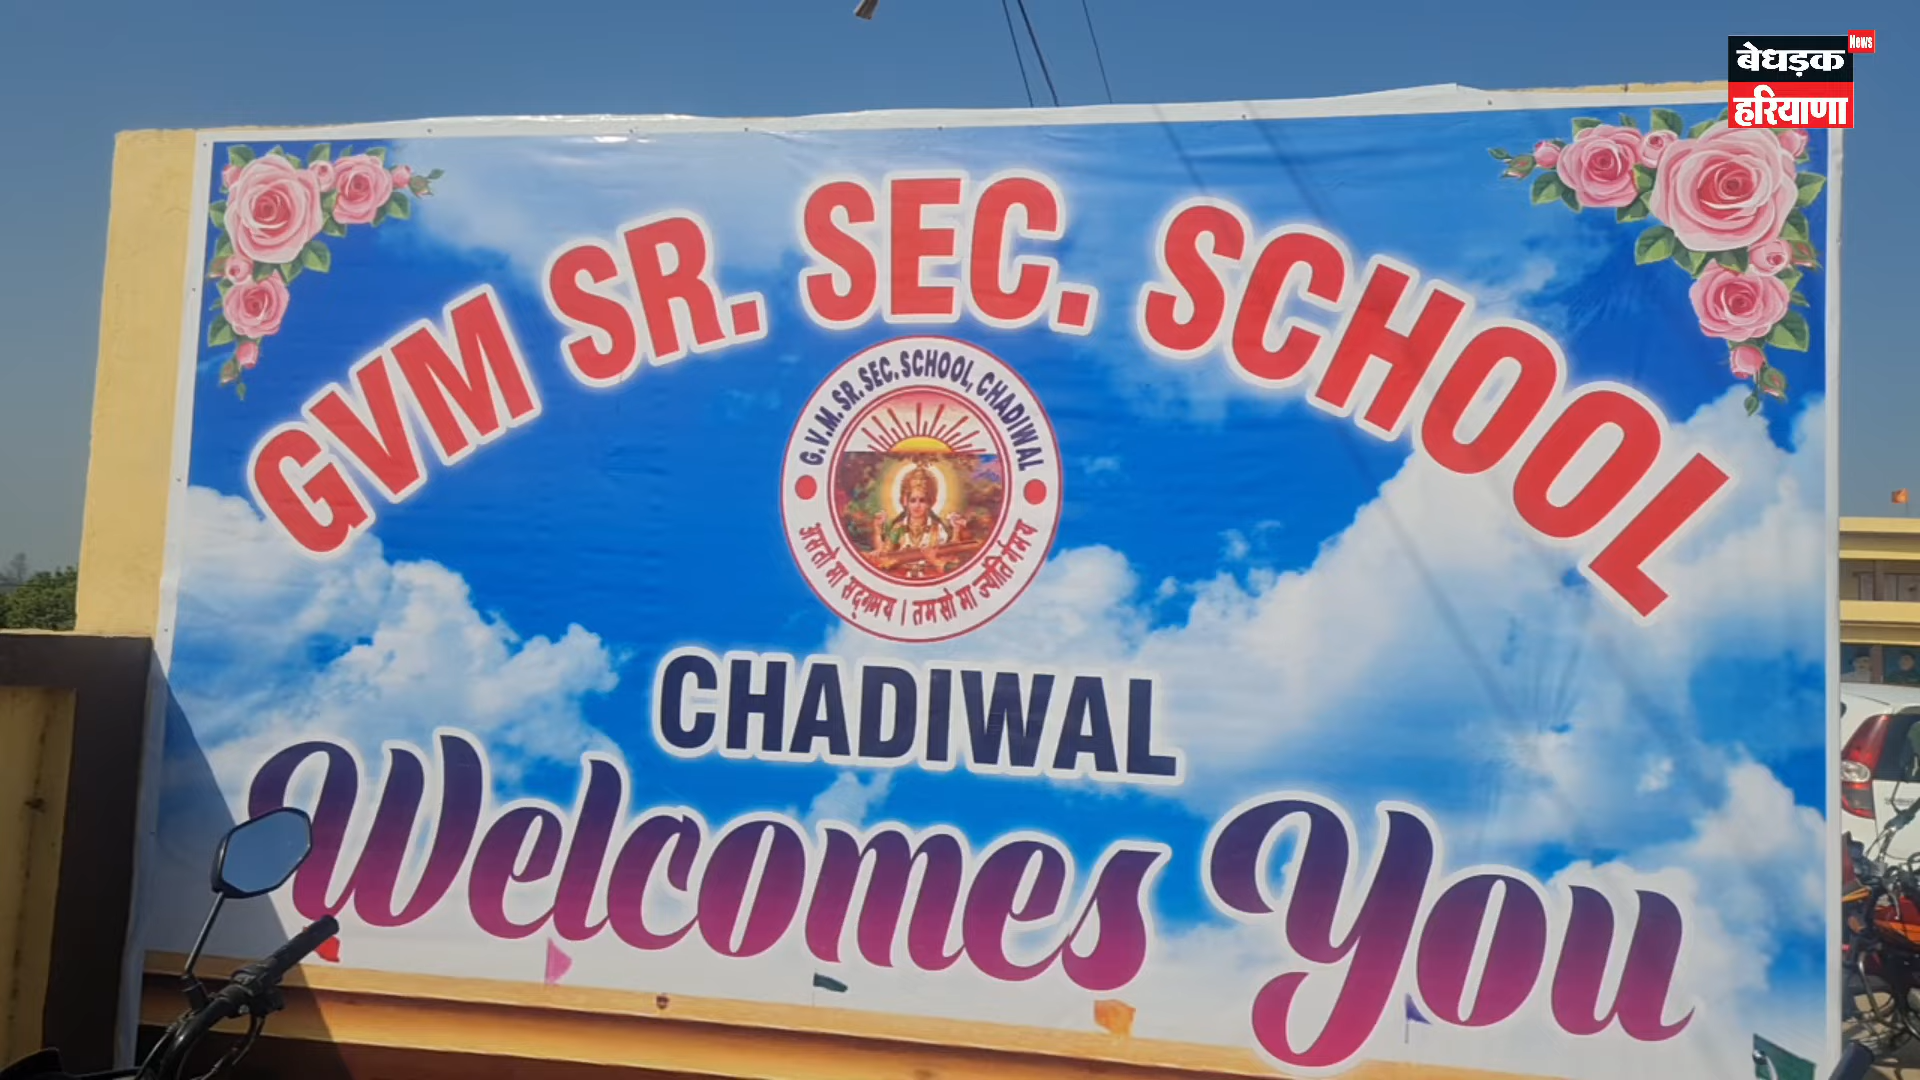 News
बेधड़क
हरियाणा
GVM SR. SEC. SCHOOL
G.V.M. SR. SEC. SCHOOL, CHADIWAL
असतो मा सद्गमय । तमसो मा ज्योतिर्गमय
CHADIWAL
Welcomes You